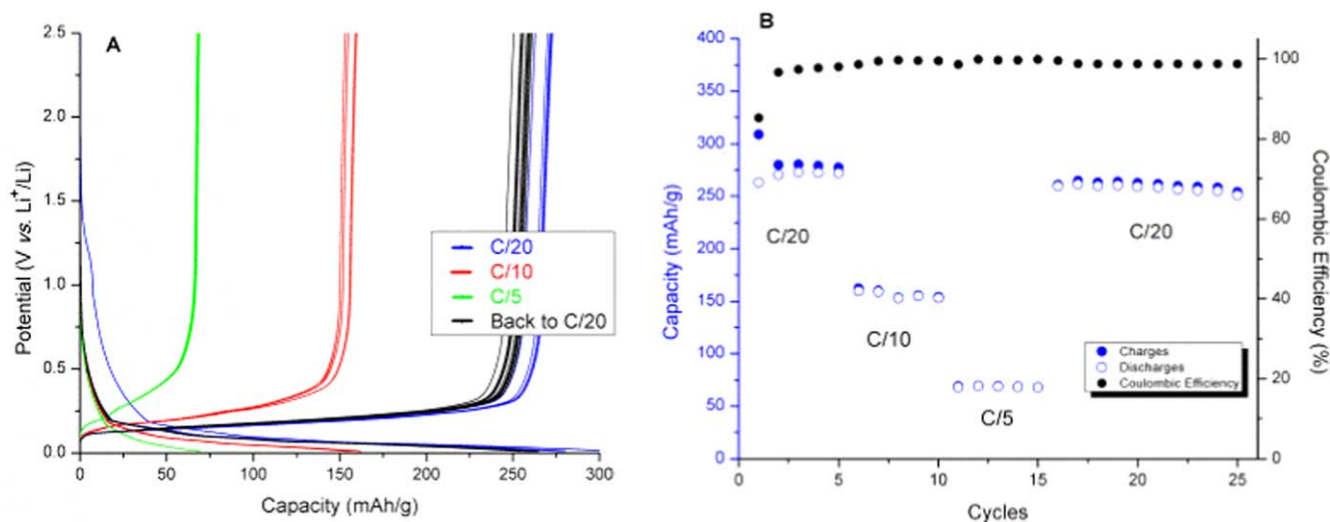 A
2.5
2.0
1.5
1.0
0.5
0.0
Potential (V vs. Li⁺/Li)
C/20
C/10
C/5
Back to C/20
0 50 100 150 200 250 300
Capacity (mAh/g)
B
400
350
300
250
200
150
100
50
0
Capacity (mAh/g)
C/20
C/10
C/5
C/20
Charges
Discharges
Coulombic Efficiency
100
80
60
40
20
0
Coulombic Efficiency (%)
0 5 10 15 20 25
Cycles